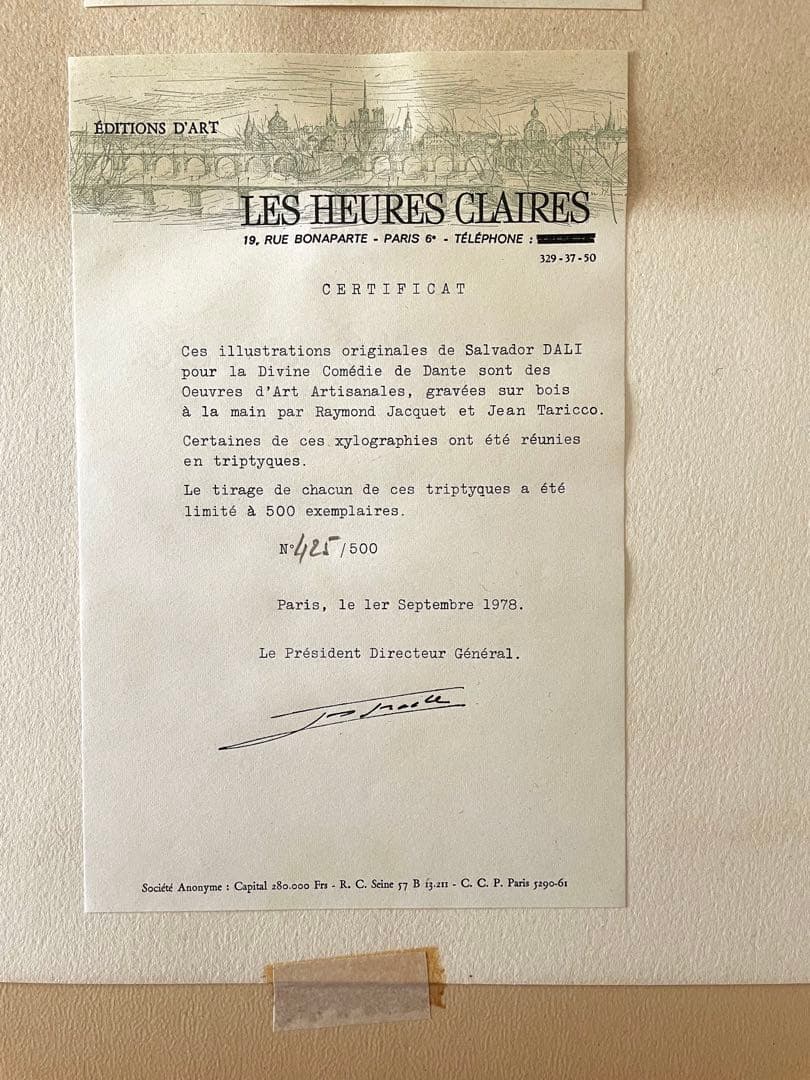 ÉDITIONS D'ART
LES HEURES CLAIRES
19, RUE BONAPARTE - PARIS 6e - TÉLÉPHONE :
329-37-50
CERTIFICAT
Ces illustrations originales de Salvador DALI
pour la Divine Comédie de Dante sont des
Oeuvres d'Art Artisanales, gravées sur bois
à la main par Raymond Jacquet et Jean Taricco.
Certaines de ces xylographies ont été réunies
en triptyques.
Le tirage de chacun de ces triptyques a été
limité à 500 exemplaires.
N° 425/500
Paris, le 1er Septembre 1978.
Le Président Directeur Général.
Société Anonyme : Capital 280.000 Frs - R. C. Seine 57 B 13.211 - C. C. P. Paris 5290-61